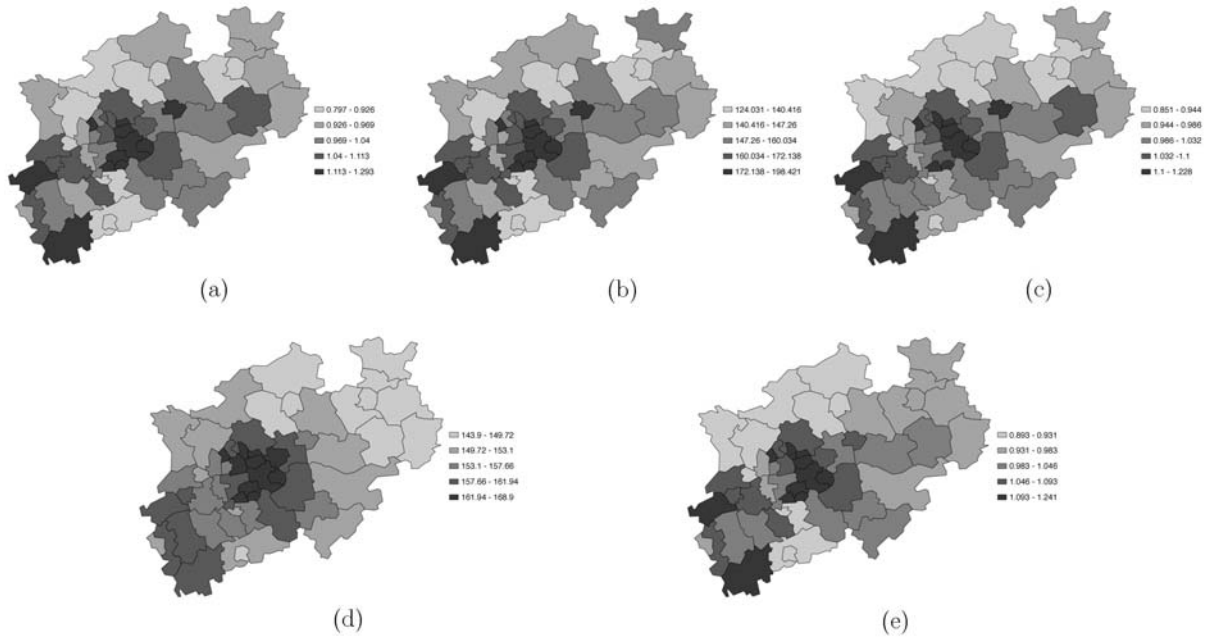 0.797 - 0.926
0.926 - 0.969
0.969 - 1.04
1.04 - 1.113
1.113 - 1.293
(a)
124.031 - 140.416
140.416 - 147.26
147.26 - 160.034
160.034 - 172.138
172.138 - 198.421
(b)
0.851 - 0.944
0.944 - 0.986
0.986 - 1.032
1.032 -1.1
1.1 - 1.228
(c)
143.9 - 149.72
149.72 - 153.1
153.1 - 157.66
157.66 - 161.94
161.94 - 168.9
(d)
0.893 - 0.931
0.931 - 0.983
0.983 - 1.046
1.046 - 1.093
1.093 - 1.241
(e)